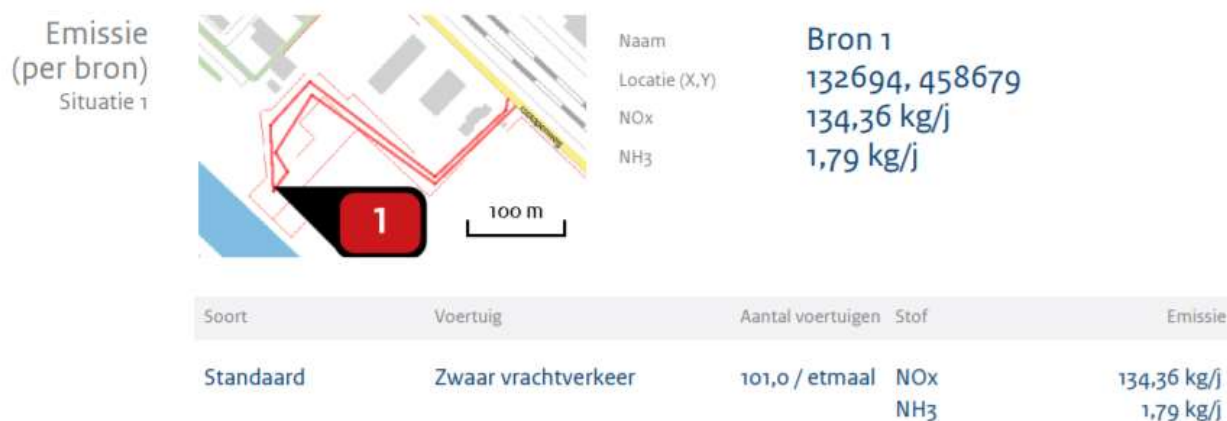 Emissie
(per bron)
Situatie 1
100 m
1
Naam Bron 1
Locatie (X,Y) 132694, 458679
NOx 134,36 kg/j
NH3 1,79 kg/j
Soort Voertuig Aantal voertuigen Stof Emissie
Standaard Zwaar vrachtverkeer 101,0 / etmaal NOx 134,36 kg/j
NH3 1,79 kg/j